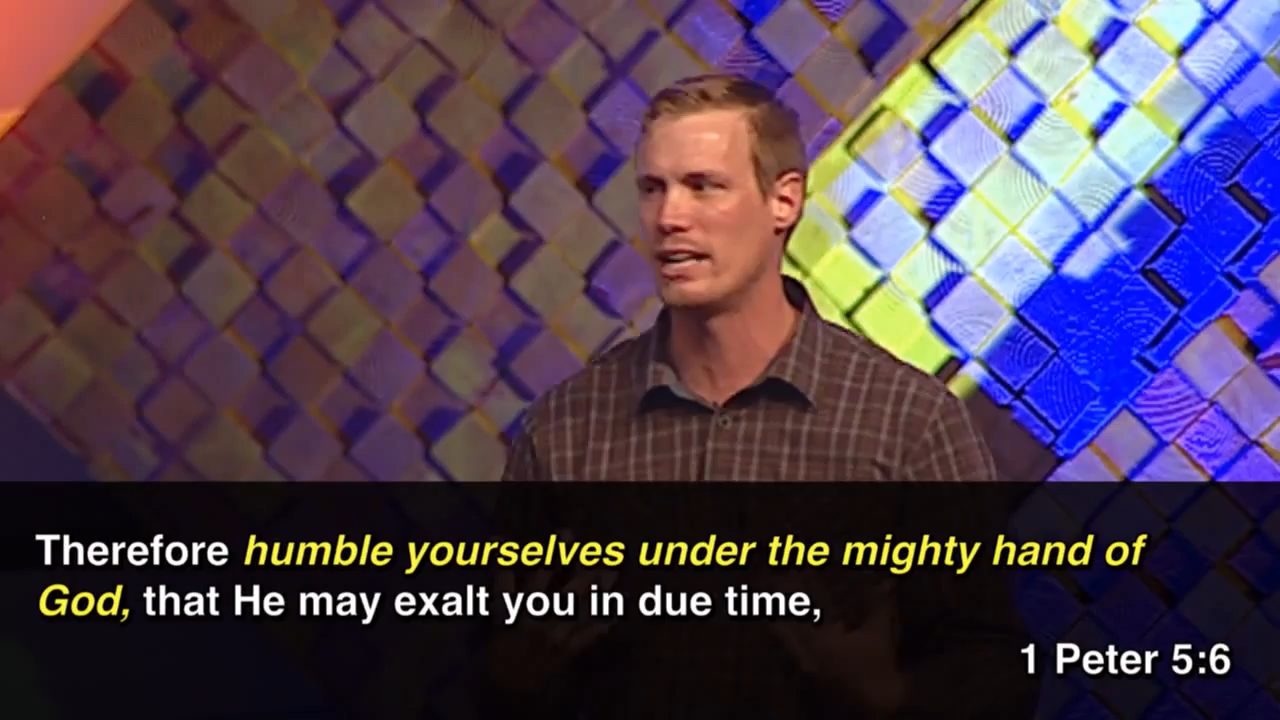 Therefore humble yourselves under the mighty hand of
God, that He may exalt you in due time,
1 Peter 5:6